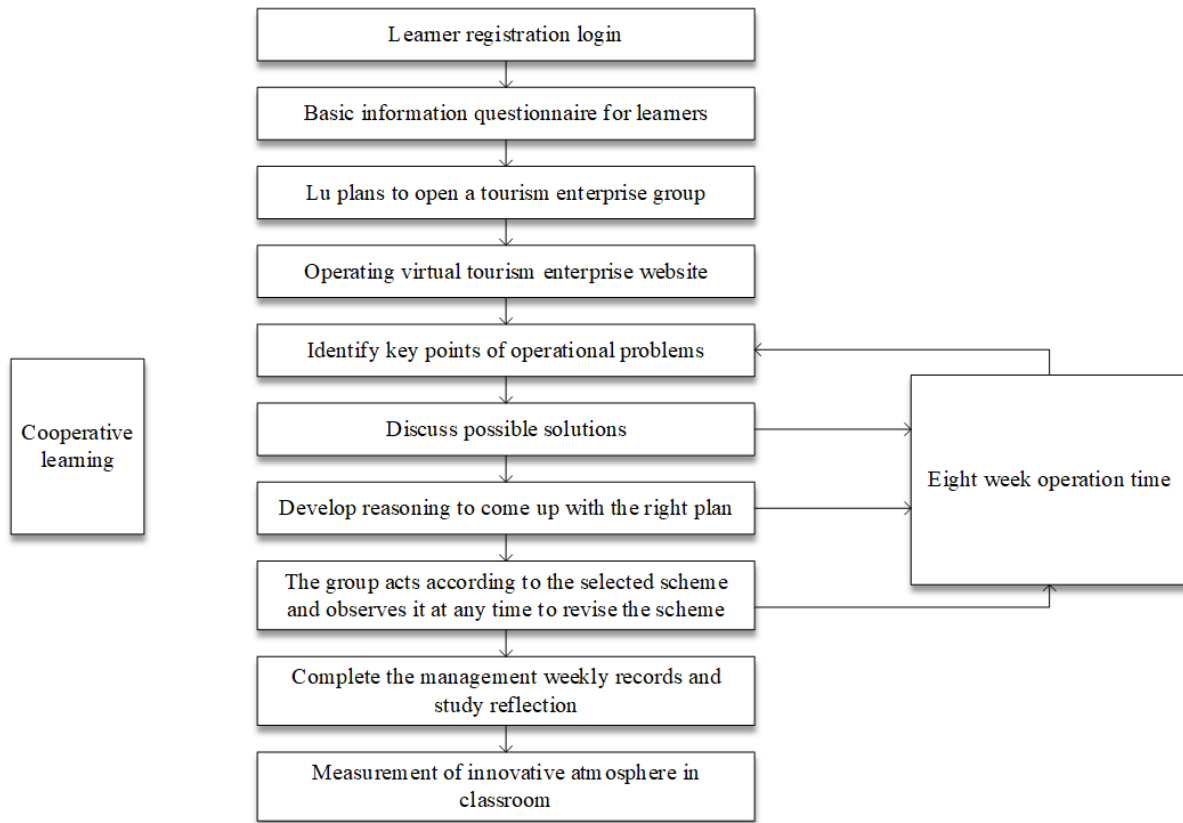 Learner registration login
Basic information questionnaire for learners
Lu plans to open a tourism enterprise group
Operating virtual tourism enterprise website
Identify key points of operational problems
Discuss possible solutions
Develop reasoning to come up with the right plan
The group acts according to the selected scheme
and observes it at any time to revise the scheme
Complete the management weekly records and
study reflection
Measurement of innovative atmosphere in
classroom
Cooperative
learning
Eight week operation time